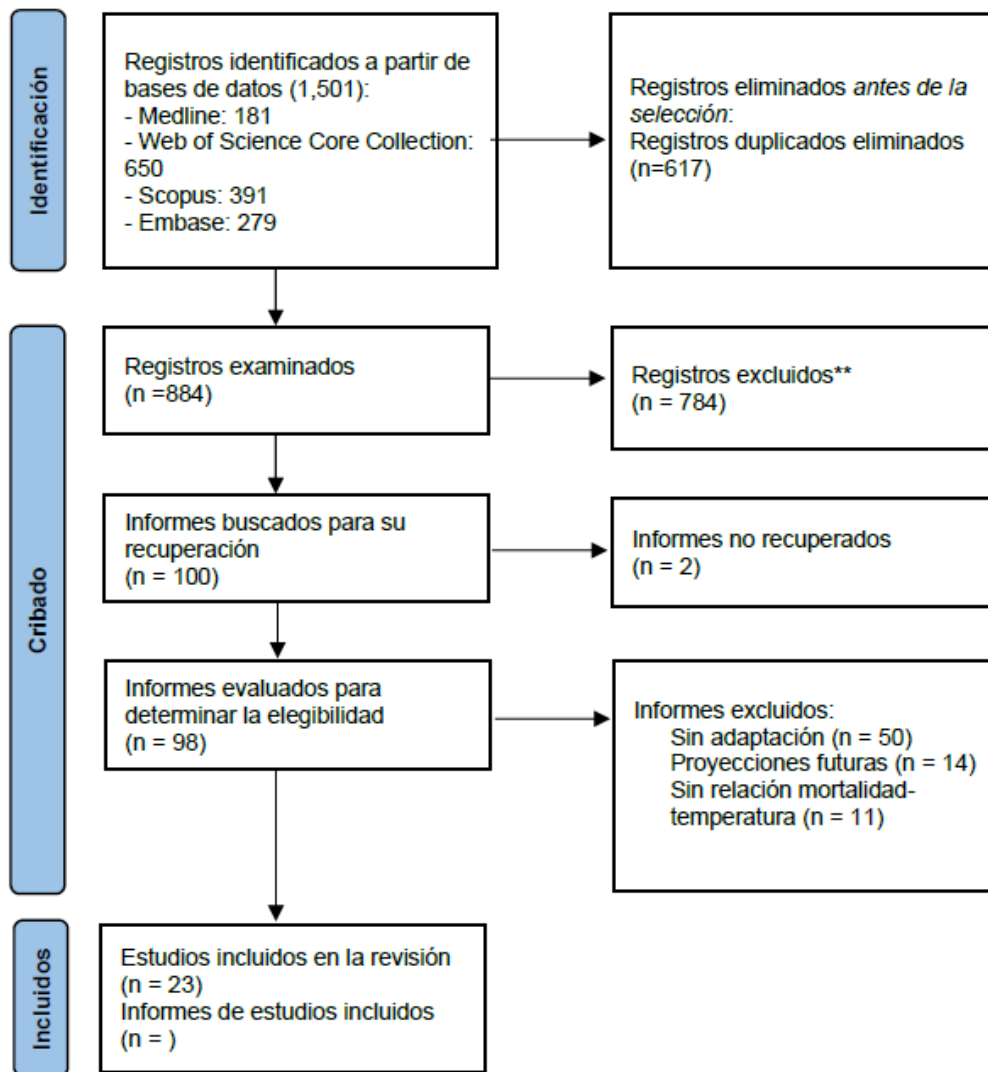 Identificación
Registros identificados a partir de
bases de datos (1,501):
- Medline: 181
- Web of Science Core Collection:
650
- Scopus: 391
- Embase: 279
Registros eliminados antes de la
selección:
Registros duplicados eliminados
(n=617)
Cribado
Registros examinados
(n =884)
Registros excluidos**
(n = 784)
Informes buscados para su
recuperación
(n = 100)
Informes no recuperados
(n = 2)
Informes evaluados para
determinar la elegibilidad
(n = 98)
Informes excluidos:
Sin adaptación (n = 50)
Proyecciones futuras (n = 14)
Sin relación mortalidad-
temperatura (n = 11)
Incluidos
Estudios incluidos en la revisión
(n = 23)
Informes de estudios incluidos
(n = )